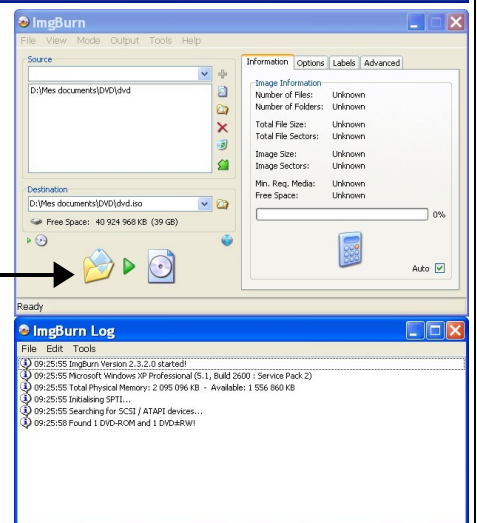 ImgBurn
File View Mode Output Tools Help
Source
D:\Mes documents\DVD\dvd
Destination
D:\Mes documents\DVD\dvd.iso
Free Space: 40 924 968 KB (39 GB)
Information Options Labels Advanced
Image Information
Number of Files: Unknown
Number of Folders: Unknown
Total File Size: Unknown
Total File Sectors: Unknown
Image Size: Unknown
Image Sectors: Unknown
Min. Req. Media: Unknown
Free Space: Unknown
0%
Auto
Ready
ImgBurn Log
File Edit Tools
09:25:55 ImgBurn Version 2.3.2.0 started!
09:25:55 Microsoft Windows XP Professional (5.1, Build 2600 : Service Pack 2)
09:25:55 Total Physical Memory: 2 095 096 KB - Available: 1 556 860 KB
09:25:55 Initialising SPTI...
09:25:55 Searching for SCSI / ATAPI devices...
09:25:58 Found 1 DVD-ROM and 1 DVD±RW!